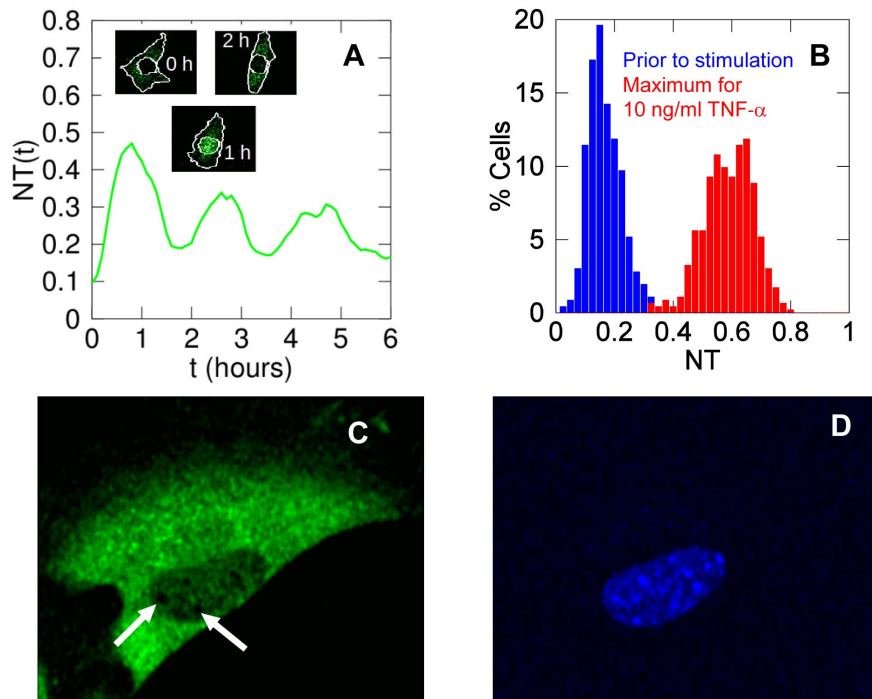 A
0.8
0.7
0.6
0.5
0.4
0.3
0.2
0.1
0
NT(t)
0 h
2 h
1 h
0 1 2 3 4 5 6
t (hours)
B
Prior to stimulation
Maximum for
10 ng/ml TNF-α
20
15
10
5
0
% Cells
0.2 0.4 0.6 0.8 1
NT
C
D